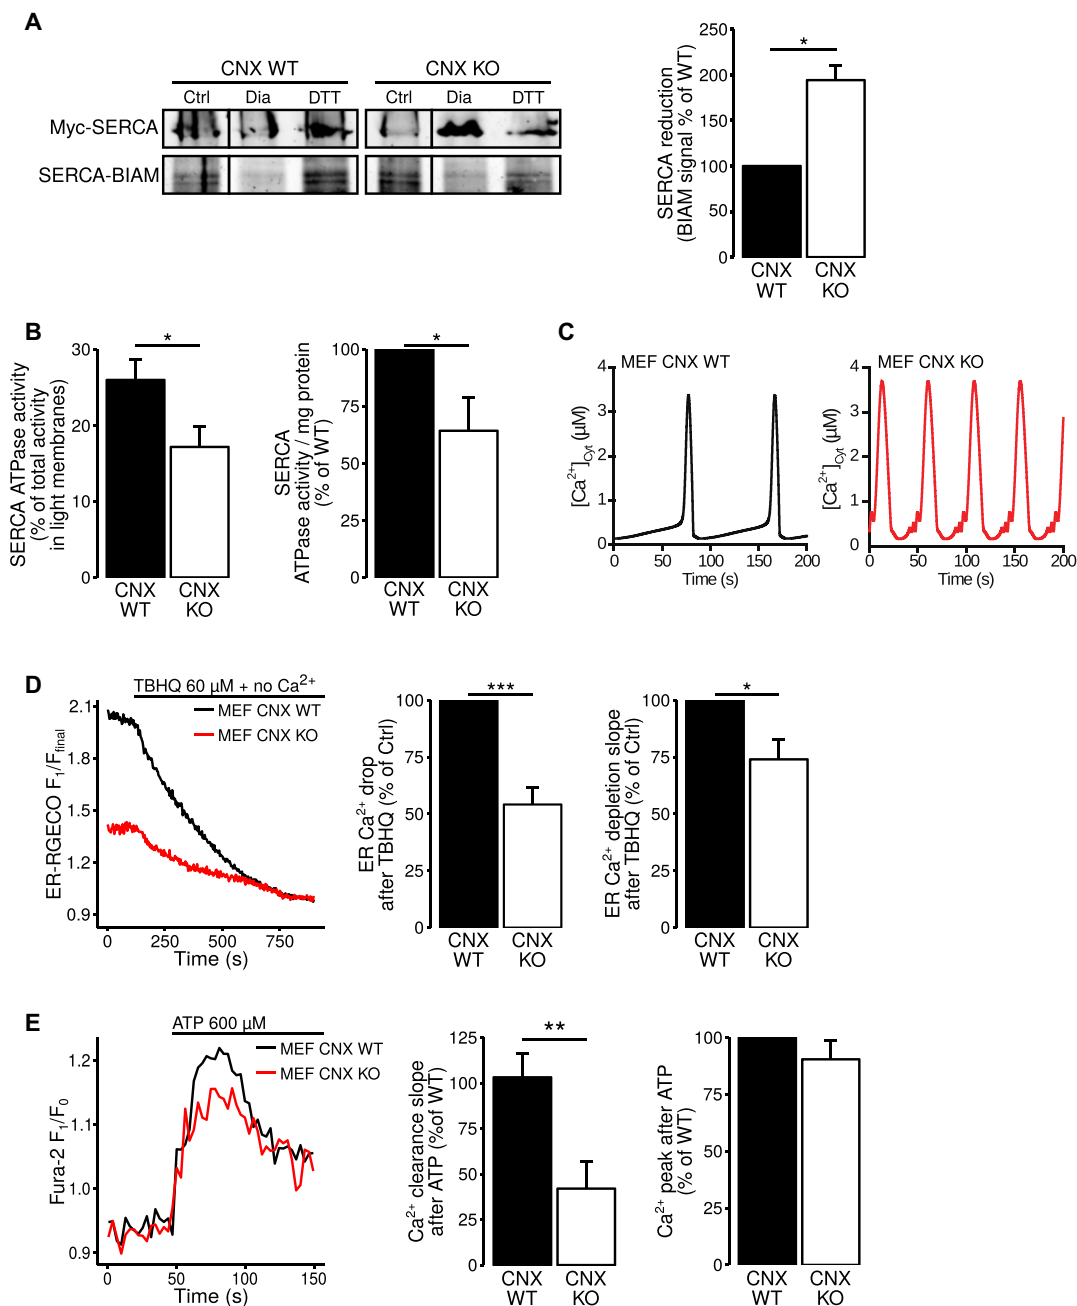 A
CNX WT
CNX KO
Ctrl
Dia
DTT
Ctrl
Dia
DTT
Myc-SERCA
SERCA-BIAM
SERCA reduction
(BIAM signal % of WT)
250
200
150
100
50
0
*
CNX
WT
CNX
KO
B
SERCA ATPase activity
(% of total activity
in light membranes)
30
20
10
0
*
CNX
WT
CNX
KO
SERCA
ATPase activity / mg protein
(% of WT)
100
75
50
25
0
*
CNX
WT
CNX
KO
C
MEF CNX WT
[Ca²⁺]Cyt (µM)
4
3
2
1
0
0 50 100 150 200
Time (s)
MEF CNX KO
[Ca²⁺]Cyt (µM)
4
3
2
1
0
0 50 100 150 200
Time (s)
D
TBHQ 60 µM + no Ca²⁺
MEF CNX WT
MEF CNX KO
ER-RGECO F₁/Ffinal
2.1
1.8
1.5
1.2
0.9
0 250 500 750
Time (s)
ER Ca²⁺ drop
after TBHQ (% of Ctrl)
100
75
50
25
0
***
CNX
WT
CNX
KO
ER Ca²⁺ depletion slope
after TBHQ (% of Ctrl)
100
75
50
25
0
*
CNX
WT
CNX
KO
E
ATP 600 µM
MEF CNX WT
MEF CNX KO
Fura-2 F₁/F₀
1.2
1.1
1.0
0.9
0 50 100 150
Time (s)
Ca²⁺ clearance slope
after ATP (%of WT)
125
100
75
50
25
0
**
CNX
WT
CNX
KO
Ca²⁺ peak after ATP
(% of WT)
100
75
50
25
0
CNX
WT
CNX
KO